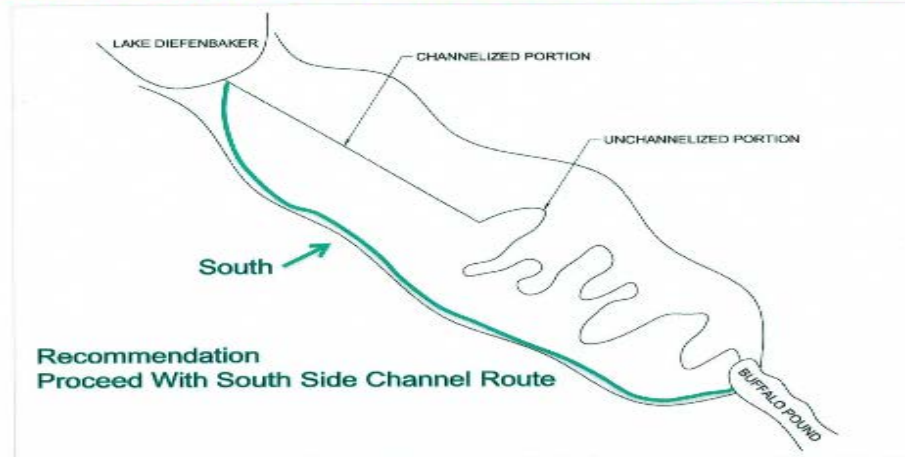 LAKE DIEFENBAKER
CHANNELIZED PORTION
UNCHANNELIZED PORTION
South
Recommendation
Proceed With South Side Channel Route
BUFFALO POUND